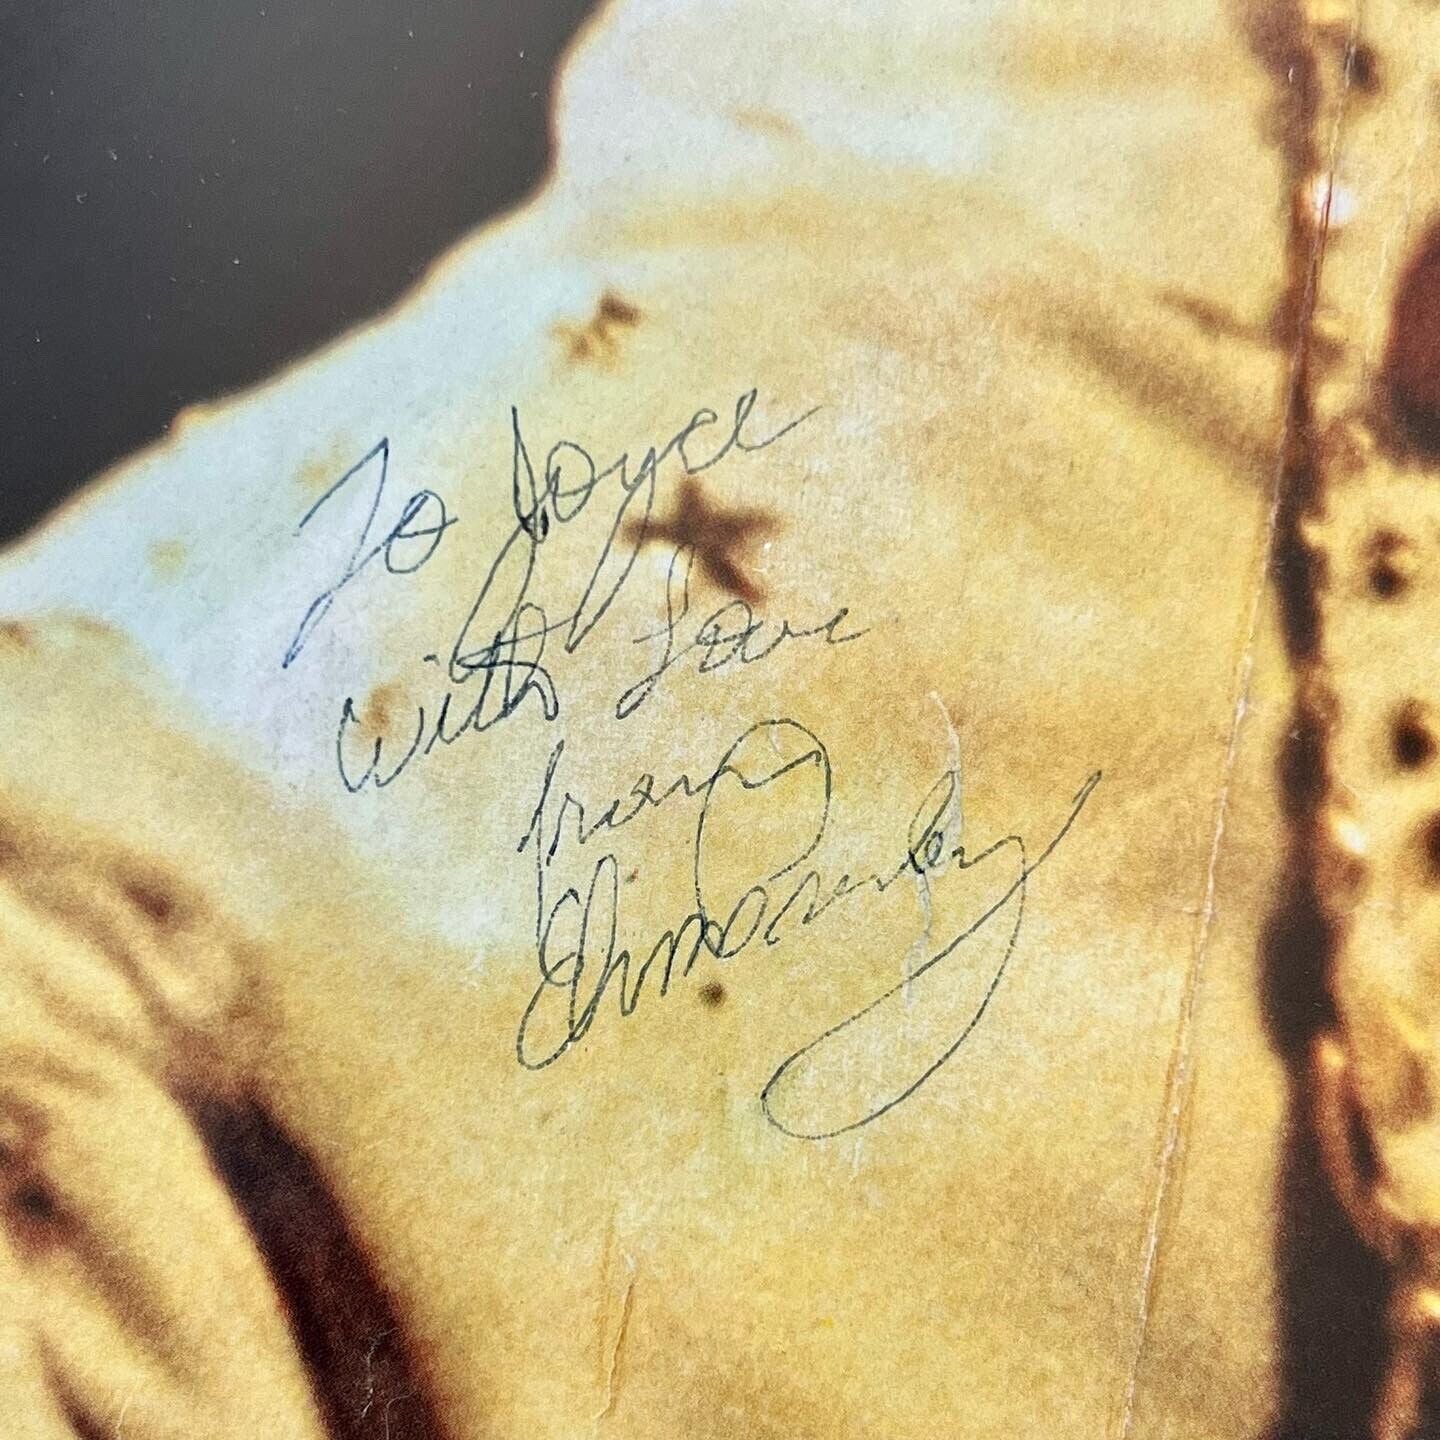 To Joyce
with Love
from
Elvis Presley